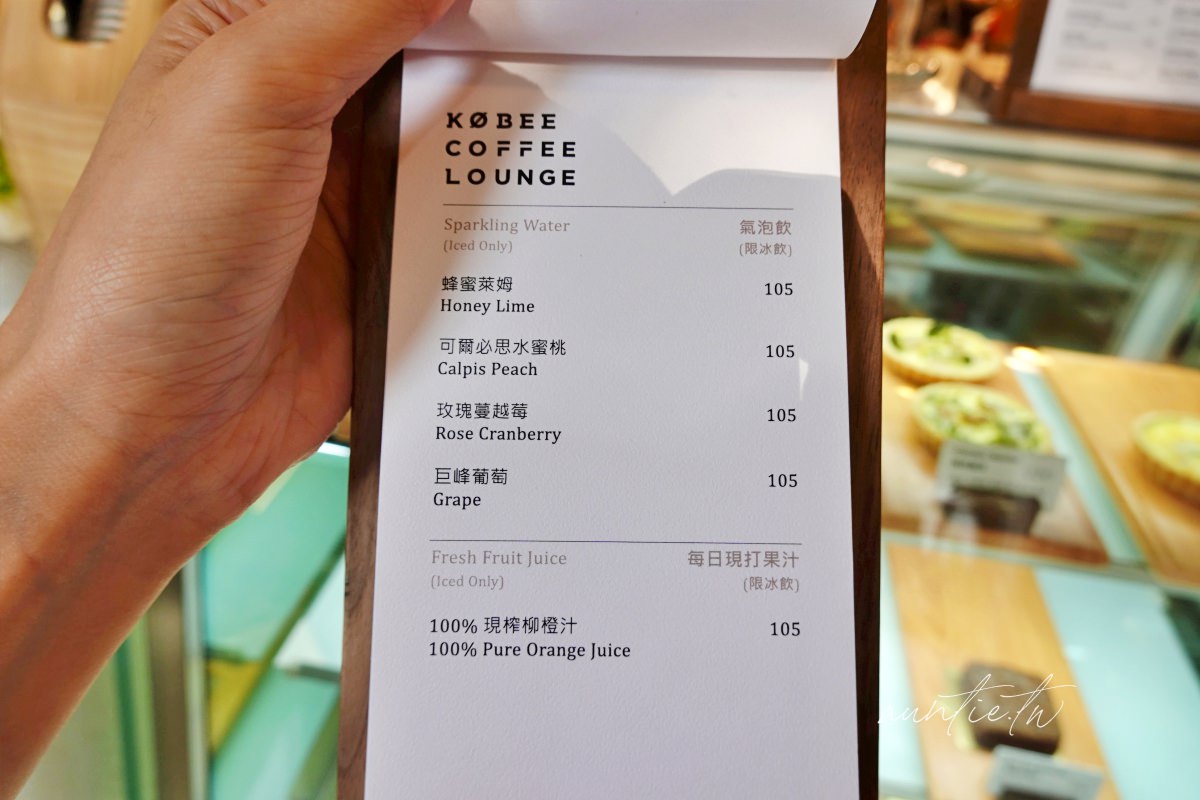 KØBEE
COFFEE
LOUNGE
Sparkling Water 氣泡飲
(Iced Only) (限冰飲)
蜂蜜萊姆 105
Honey Lime
可爾必思水蜜桃 105
Calpis Peach
玫瑰蔓越莓 105
Rose Cranberry
巨峰葡萄 105
Grape
Fresh Fruit Juice 每日現打果汁
(Iced Only) (限冰飲)
100% 現榨柳橙汁 105
100% Pure Orange Juice
auntie.tw